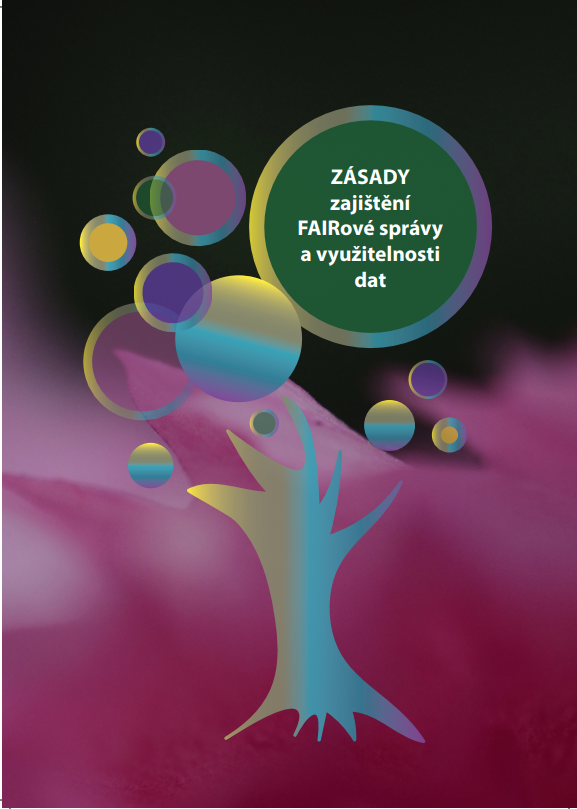 ZÁSADY
zajištění
FAIRové správy
a využitelnosti
dat